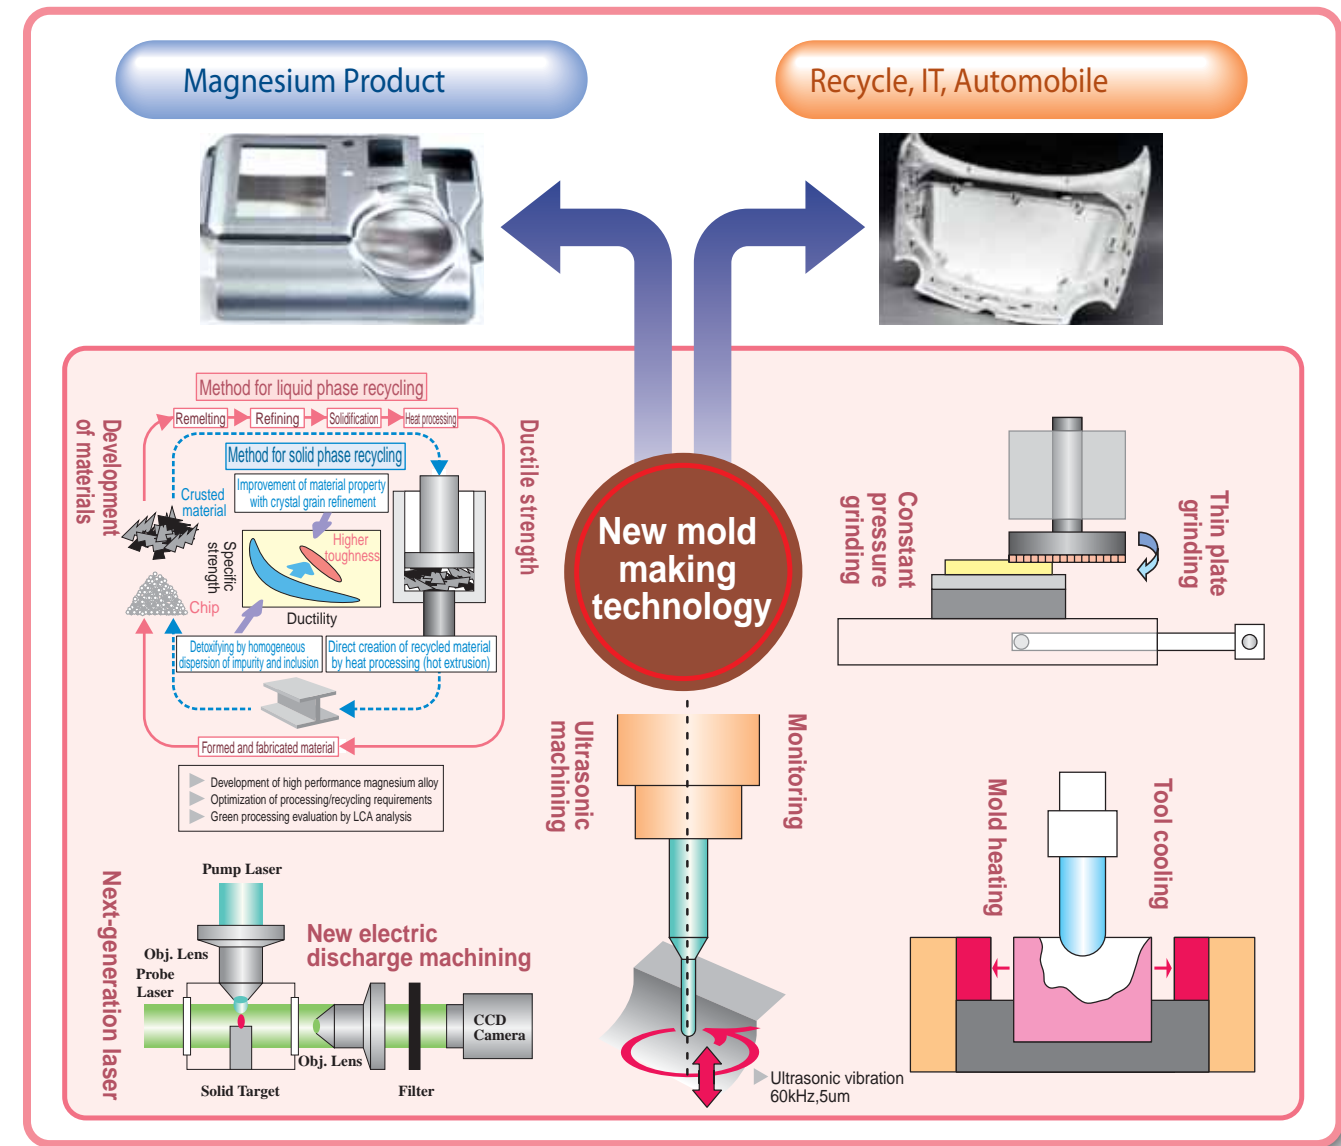 Magnesium Product
Recycle, IT, Automobile
Method for liquid phase recycling
Remelting
Refining
Solidification
Heat processing
Development
of materials
Method for solid phase recycling
Improvement of material property
with crystal grain refinement
Crusted
material
Specific
strength
Higher
toughness
Ductility
Chip
Detoxifying by homogeneous
dispersion of impurity and inclusion
Direct creation of recycled material
by heat processing (hot extrusion)
Formed and fabricated material
Ductile strength
Development of high performance magnesium alloy
Optimization of processing/recycling requirements
Green processing evaluation by LCA analysis
New mold
making
technology
Constant
pressure
grinding
Thin plate
grinding
Ultrasonic
machining
Monitoring
Ultrasonic vibration
60kHz,5um
Mold heating
Tool cooling
Next-generation laser
Pump Laser
New electric
discharge machining
Obj. Lens
Probe
Laser
CCD
Camera
Obj. Lens
Solid Target
Filter